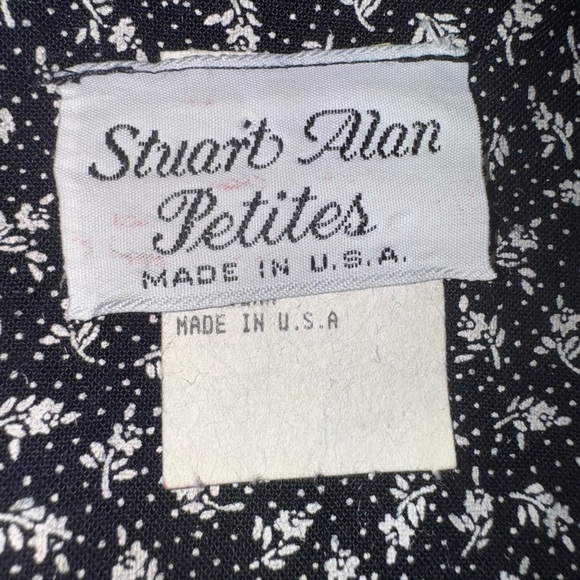 Stuart Alan
Petites
MADE IN U.S.A.
MADE IN U.S.A